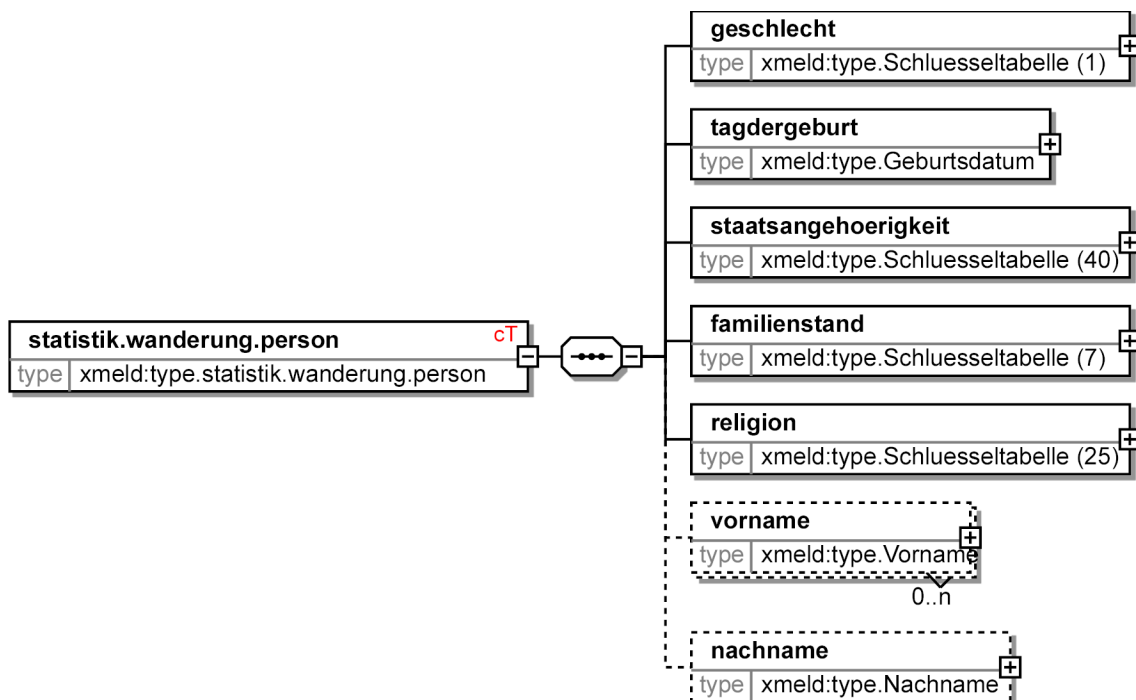 geschlecht
type xmeld:type.Schluesseltabelle (1)
tagdergeburt
type xmeld:type.Geburtsdatum
staatsangehoerigkeit
type xmeld:type.Schluesseltabelle (40)
statistik.wanderung.person cT
type xmeld:type.statistik.wanderung.person
familienstand
type xmeld:type.Schluesseltabelle (7)
religion
type xmeld:type.Schluesseltabelle (25)
vorname
type xmeld:type.Vorname
0..n
nachname
type xmeld:type.Nachname